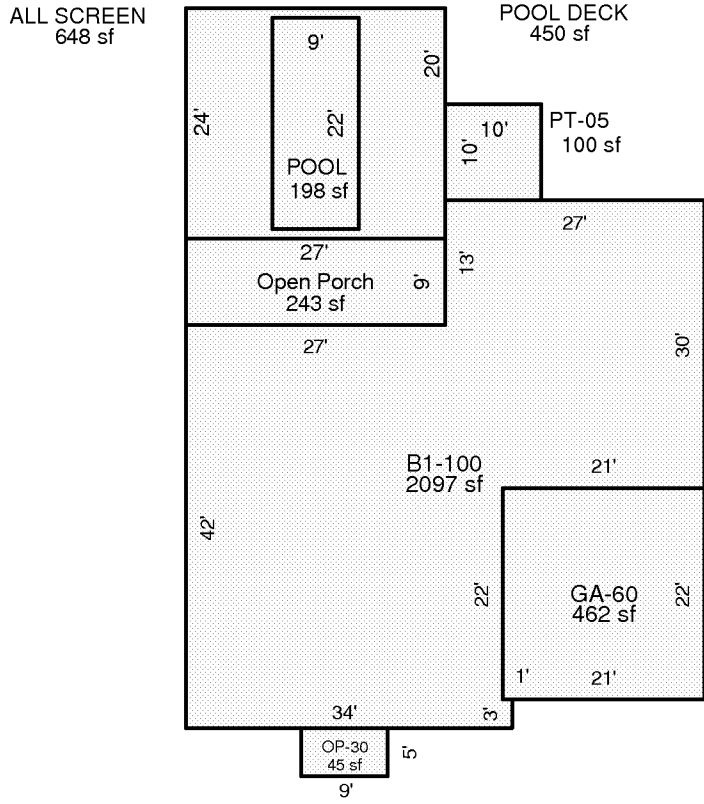 ALL SCREEN
648 sf
POOL DECK
450 sf
9'
20'
24'
22'
POOL
198 sf
10'
10'
PT-05
100 sf
27'
27'
13'
Open Porch
243 sf
9'
27'
30'
B1-100
2097 sf
21'
42'
22'
GA-60
462 sf
22'
1'
21'
34'
3'
OP-30
45 sf
5'
9'